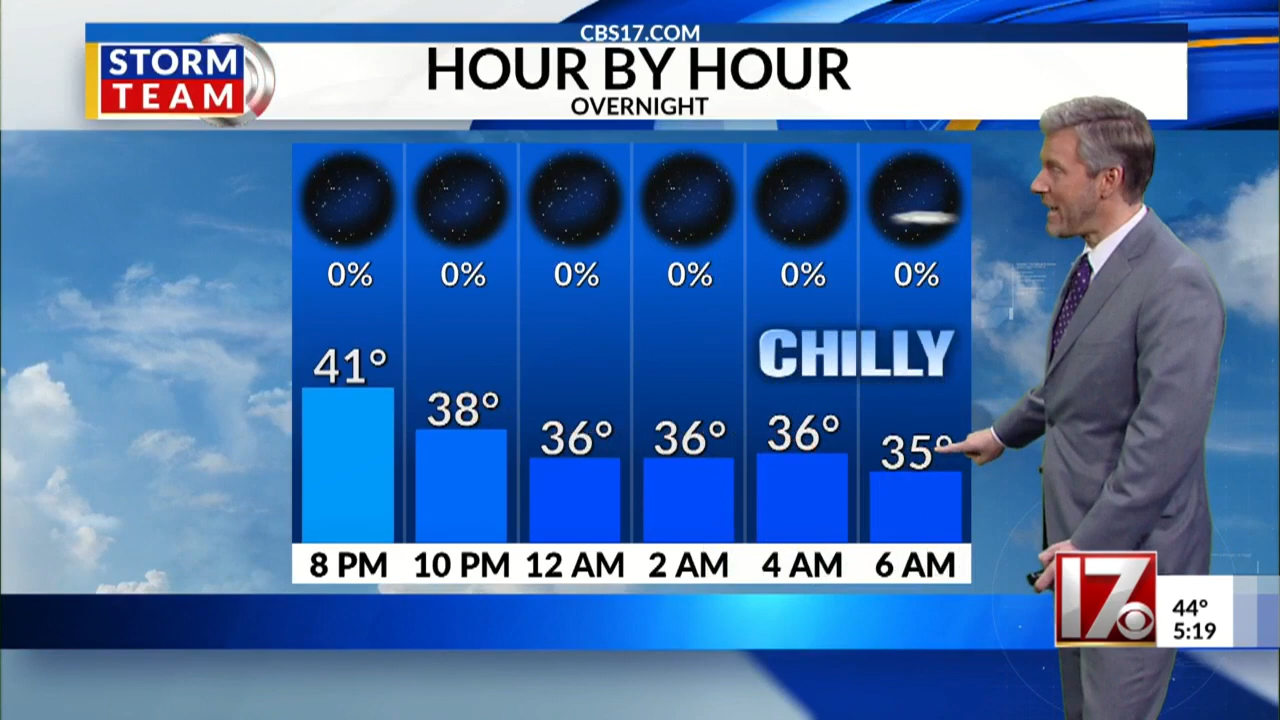 CBS17.COM
STORM
TEAM
HOUR BY HOUR
OVERNIGHT
0% 0% 0% 0% 0% 0%
CHILLY
41° 38° 36° 36° 36° 35°
8 PM 10 PM 12 AM 2 AM 4 AM 6 AM
17
44°
5:19